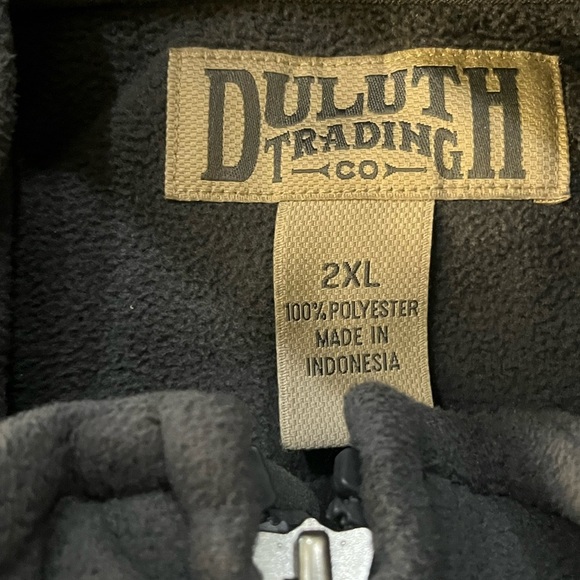 DULUTH
TRADING
CO
2XL
100% POLYESTER
MADE IN
INDONESIA